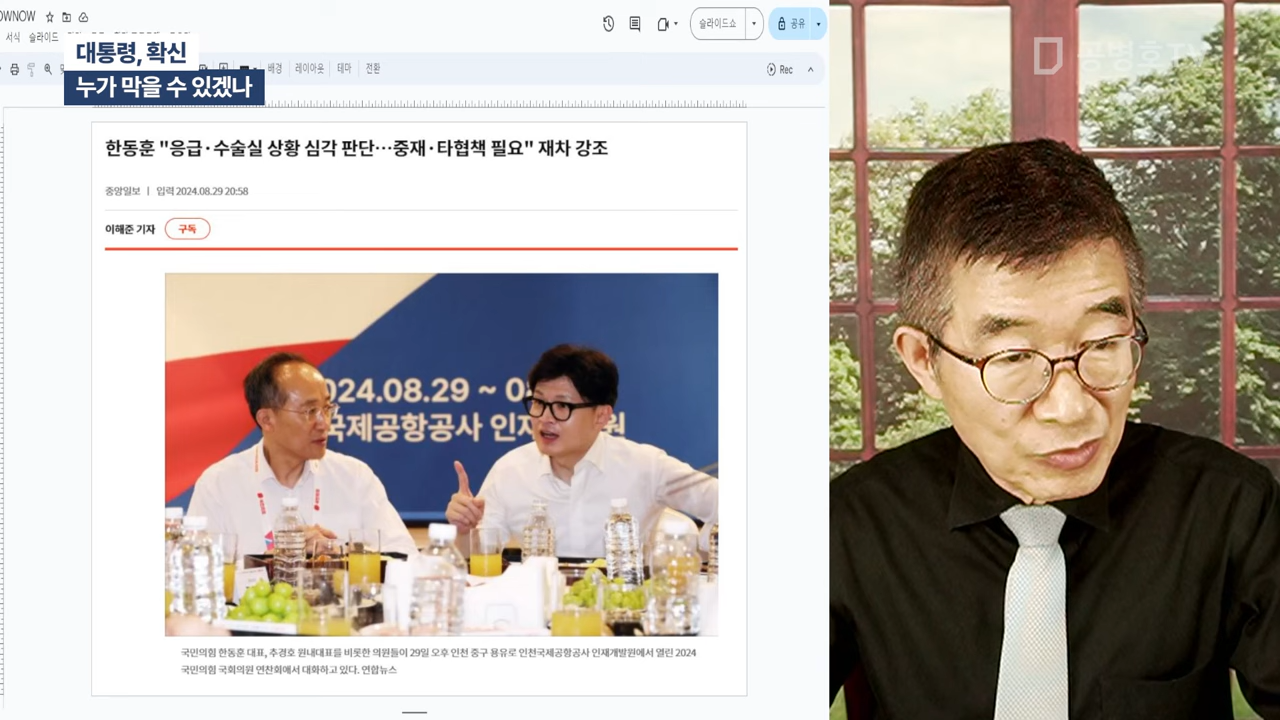 OWNOW
슬라이드쇼
공유
서식 슬라이드
대통령, 확신
누가 막을 수 있겠나
배경 레이아웃 테마 전환
Rec
공병호TV
한동훈 "응급·수술실 상황 심각 판단…중재·타협책 필요" 재차 강조
중앙일보 | 입력 2024.08.29 20:58
이해준 기자 구독
024.08.29 ~ 0
국제공항공사 인재 원
국민의힘 한동훈 대표, 추경호 원내대표를 비롯한 의원들이 29일 오후 인천 중구 용유로 인천국제공항공사 인재개발원에서 열린 2024
국민의힘 국회의원 연찬회에서 대화하고 있다. 연합뉴스